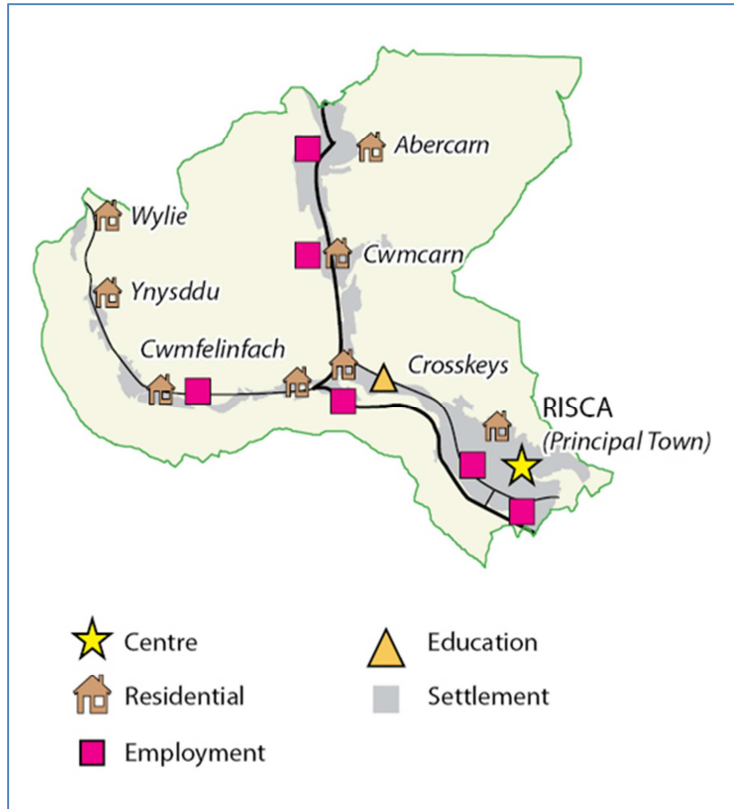 Abercarn
Wylie
Cwmcarn
Ynysddu
Cwmfelinfach
Crosskeys
RISCA
(Principal Town)
Centre
Education
Residential
Settlement
Employment